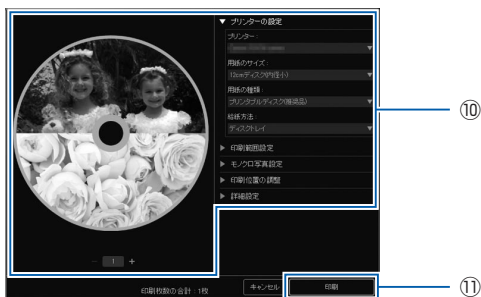 ▼ プリンターの設定
プリンター :
用紙のサイズ :
12cmディスク(内径小)
用紙の種類 :
プリンタブルディスク(推奨品)
給紙方法 :
ディスクトレイ
▶ 印刷範囲設定
▶ モノクロ写真設定
▶ 印刷位置の調整
▶ 詳細設定
⑩
− 1 +
印刷枚数の合計 : 1枚
キャンセル
印刷
⑪